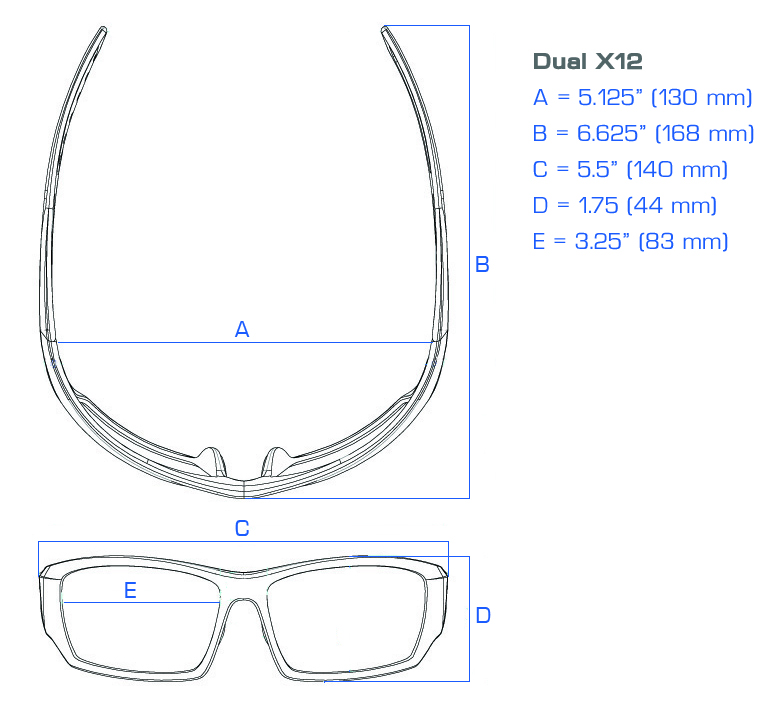 Dual X12
A = 5.125” (130 mm)
B = 6.625” (168 mm)
C = 5.5” (140 mm)
D = 1.75 (44 mm)
E = 3.25” (83 mm)
B
A
C
E
D